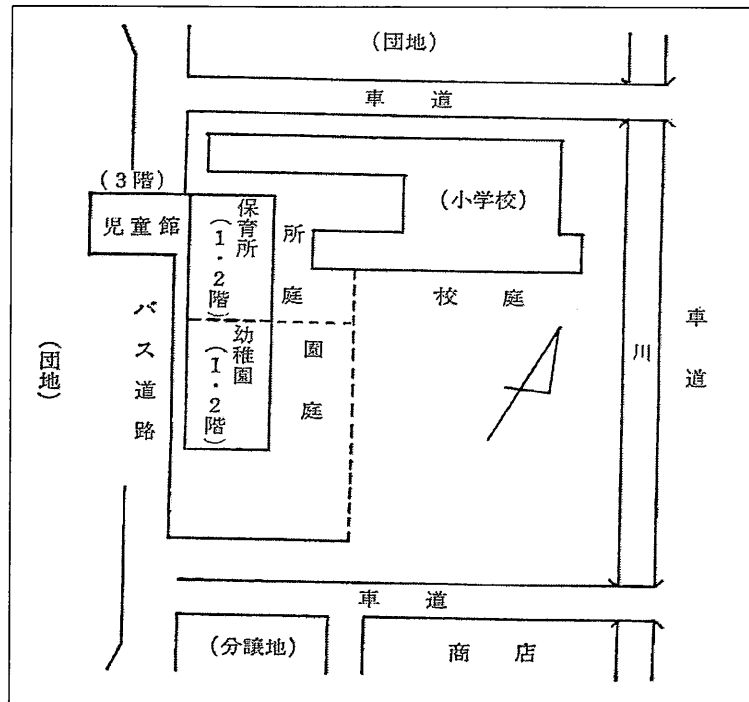 (団地)
車道
(3階)
児童館
保育所
(1・2階)
所庭
(小学校)
校庭
幼稚園
(1・2階)
園庭
バス道路
(団地)
川
車道
車道
(分譲地)
商店